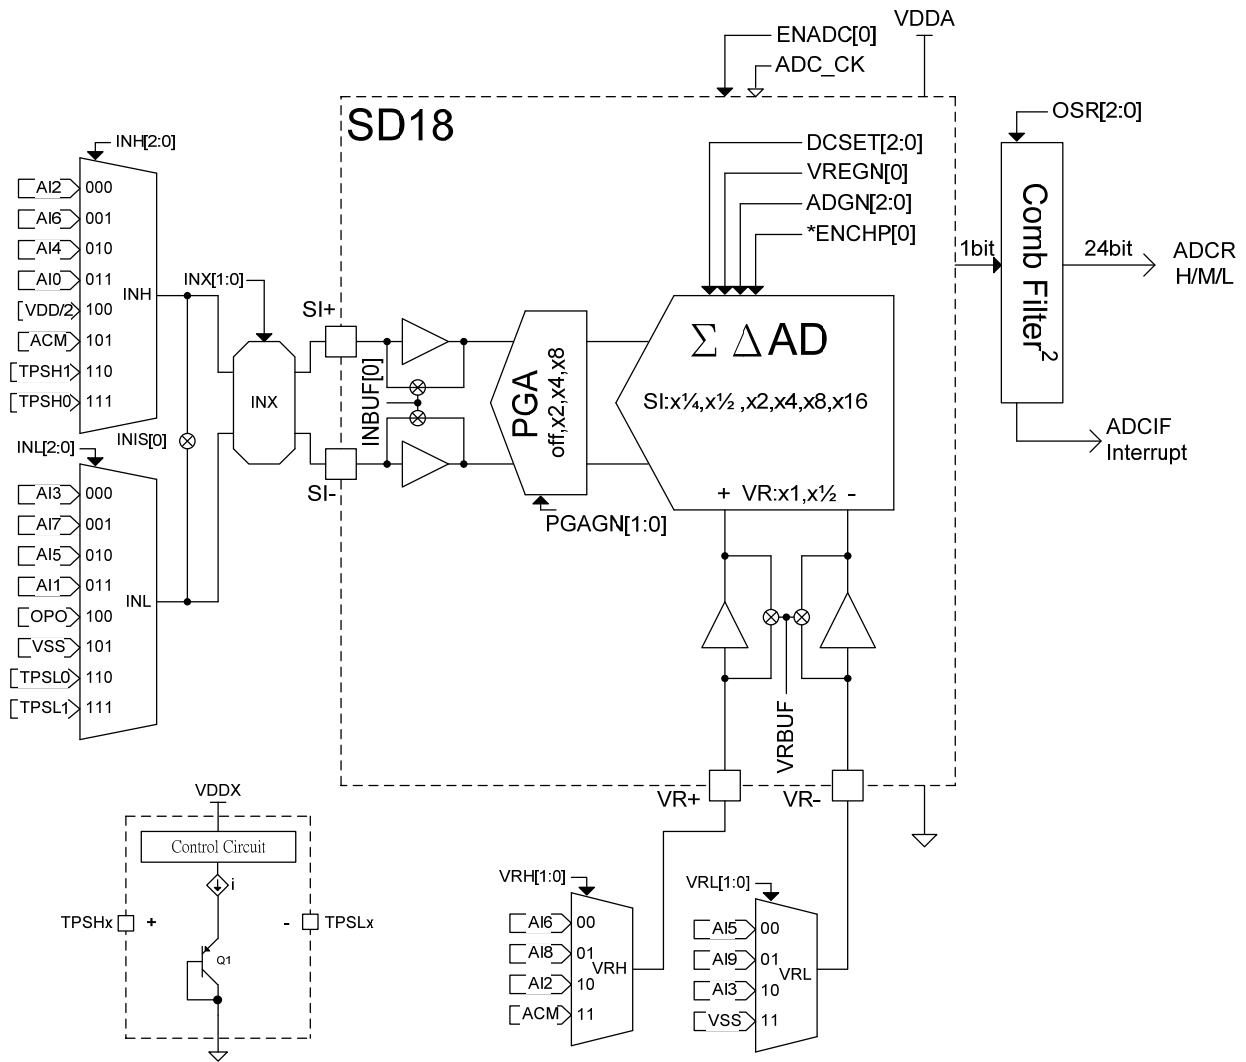 ENADC[0]
VDDA
ADC_CK
SD18
OSR[2:0]
INH[2:0]
DCSET[2:0]
VREGN[0]
ADGN[2:0]
*ENCHP[0]
AI2 000
AI6 001
AI4 010
AI0 011
VDD/2 100
ACM 101
TPSH1 110
TPSH0 111
INH
INX[1:0]
INX
INIS[0]
INL[2:0]
AI3 000
AI7 001
AI5 010
AI1 011
OPO 100
VSS 101
TPSL0 110
TPSL1 111
INL
SI+
SI-
INBUF[0]
PGA
off,x2,x4,x8
PGAGN[1:0]
Σ Δ AD
SI:x¼,x½ ,x2,x4,x8,x16
+ VR:x1,x½ -
1bit
Comb Filter²
24bit
ADCR
H/M/L
ADCIF
Interrupt
VRBUF
VR+
VR-
VDDX
Control Circuit
i
TPSHx
+
-
TPSLx
Q1
VRH[1:0]
AI6 00
AI8 01
AI2 10
ACM 11
VRH
VRL[1:0]
AI5 00
AI9 01
AI3 10
VSS 11
VRL